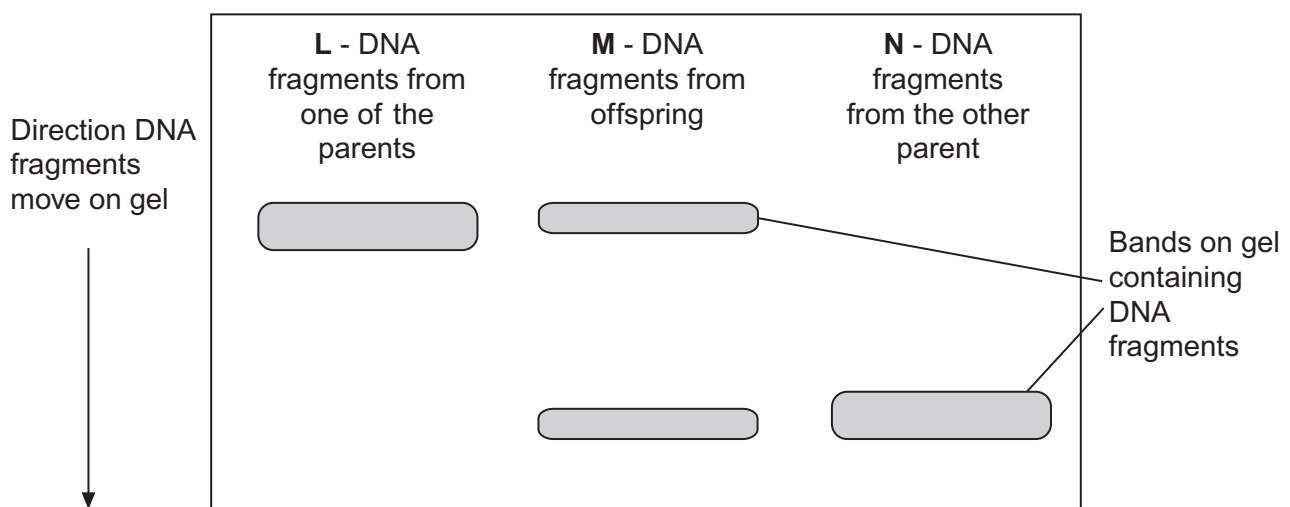 L - DNA
fragments from
one of the
parents
M - DNA
fragments from
offspring
N - DNA
fragments
from the other
parent
Direction DNA
fragments
move on gel
Bands on gel
containing
DNA
fragments